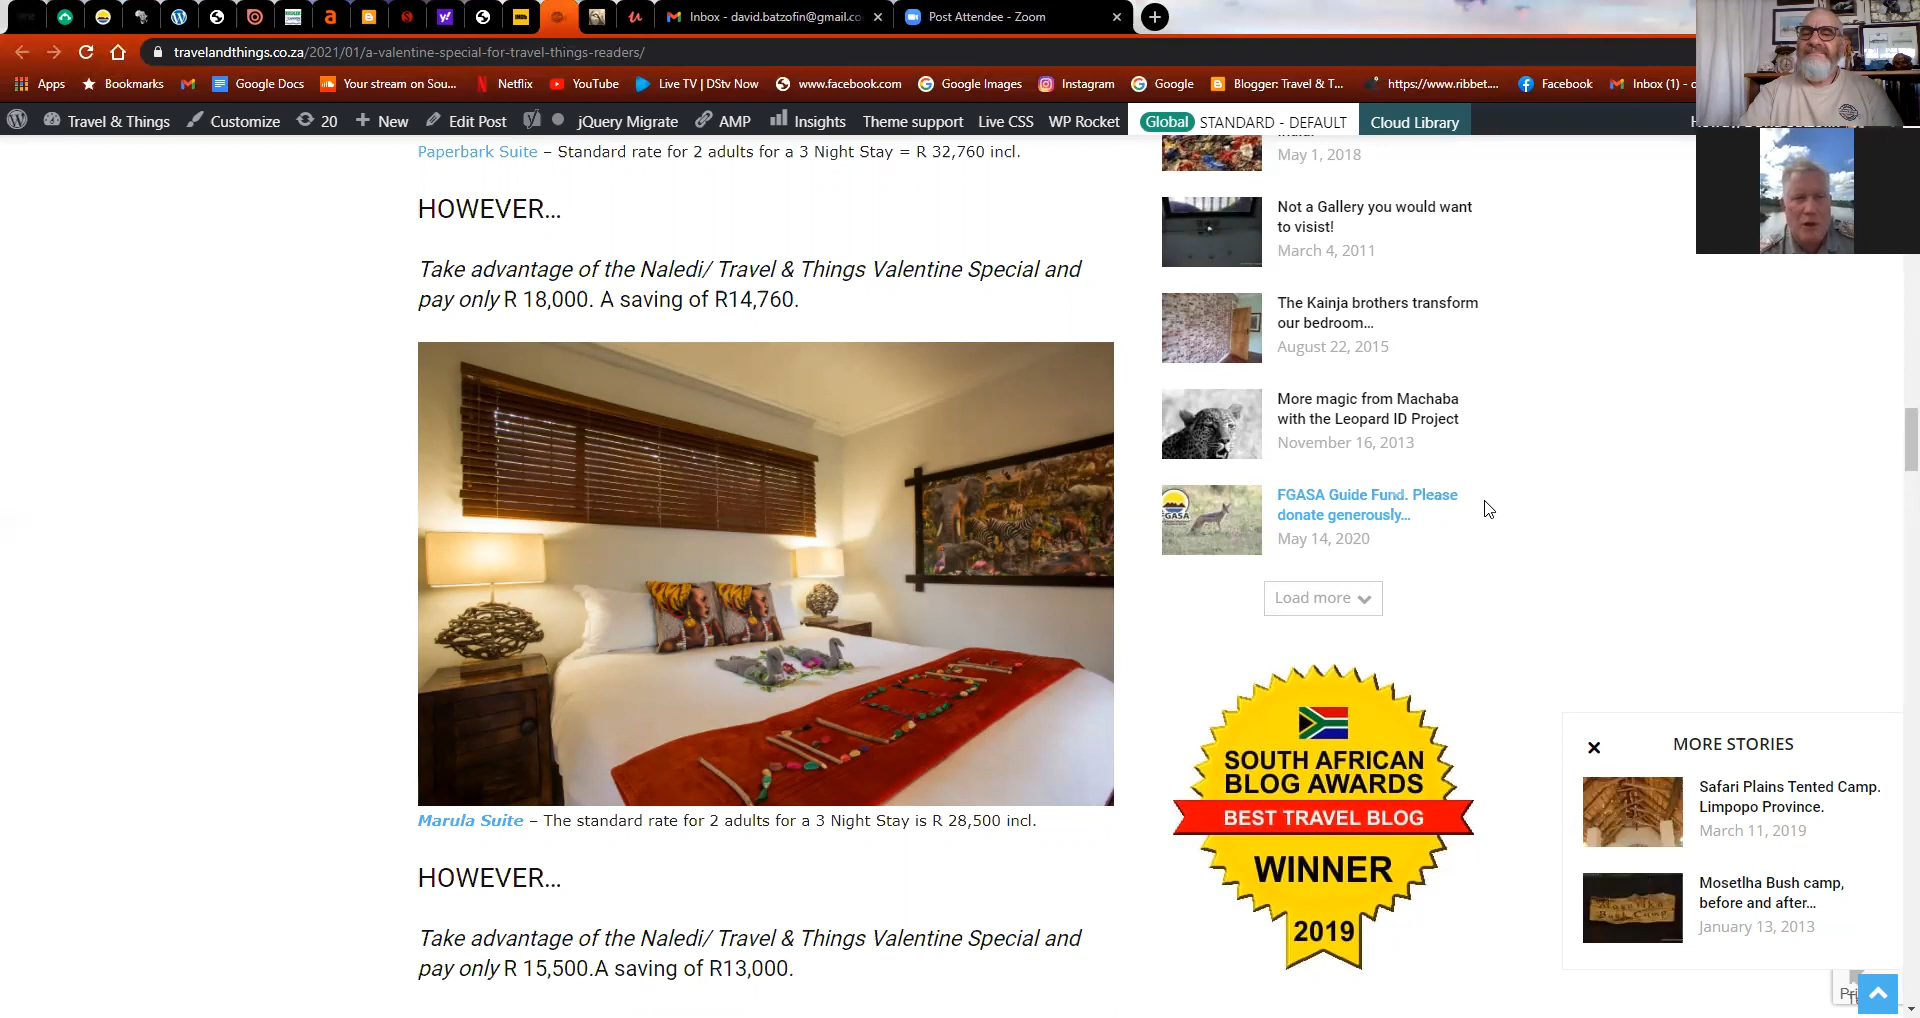 Inbox - david.batzofin@gmail.co
Post Attendee - Zoom
travelandthings.co.za/2021/01/a-valentine-special-for-travel-things-readers/
Apps
Bookmarks
Google Docs
Your stream on Sou...
Netflix
YouTube
Live TV | DStv Now
www.facebook.com
Google Images
Instagram
Google
Blogger: Travel & T...
https://www.ribbet....
Facebook
Inbox (1) -
Travel & Things
Customize
20
New
Edit Post
jQuery Migrate
AMP
Insights
Theme support
Live CSS
WP Rocket
Global
STANDARD - DEFAULT
Cloud Library
Paperbark Suite – Standard rate for 2 adults for a 3 Night Stay = R 32,760 incl.
HOWEVER...
Take advantage of the Naledi/ Travel & Things Valentine Special and
pay only R 18,000. A saving of R14,760.
Marula Suite – The standard rate for 2 adults for a 3 Night Stay is R 28,500 incl.
HOWEVER...
Take advantage of the Naledi/ Travel & Things Valentine Special and
pay only R 15,500.A saving of R13,000.
May 1, 2018
Not a Gallery you would want
to visist!
March 4, 2011
The Kainja brothers transform
our bedroom...
August 22, 2015
More magic from Machaba
with the Leopard ID Project
November 16, 2013
FGASA Guide Fund. Please
donate generously...
May 14, 2020
Load more
SOUTH AFRICAN
BLOG AWARDS
BEST TRAVEL BLOG
WINNER
2019
MORE STORIES
Safari Plains Tented Camp.
Limpopo Province.
March 11, 2019
Mosetlha Bush camp,
before and after...
January 13, 2013